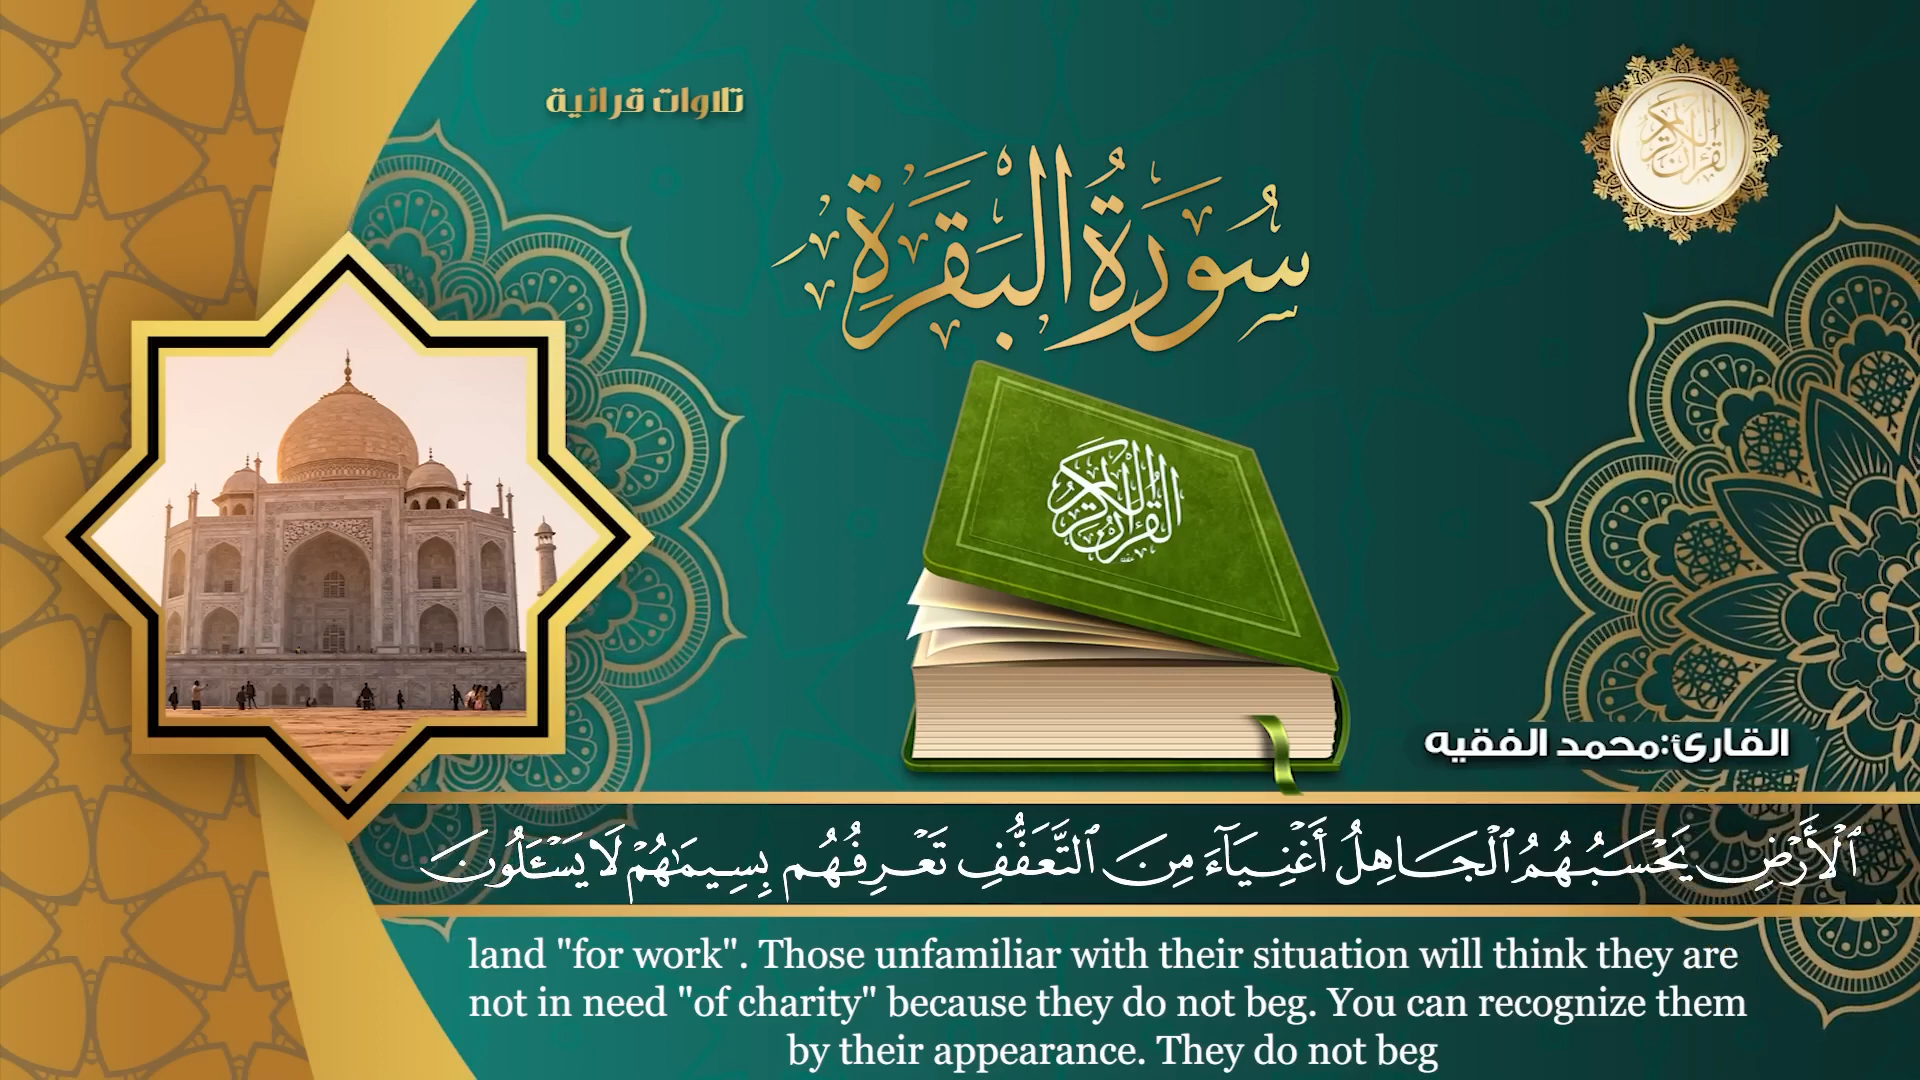 تلاوات قرانية
القرآن الكريم
سُورَةُ البَقَرَةِ
القرآن الكريم
القارئ:محمد الفقيه
ٱلْأَرْضِ يَحْسَبُهُمُ ٱلْجَاهِلُ أَغْنِيَآءَ مِنَ ٱلتَّعَفُّفِ تَعْرِفُهُم بِسِيمَٰهُمْ لَا يَسْـَٔلُونَ
land "for work". Those unfamiliar with their situation will think they are
not in need "of charity" because they do not beg. You can recognize them
by their appearance. They do not beg